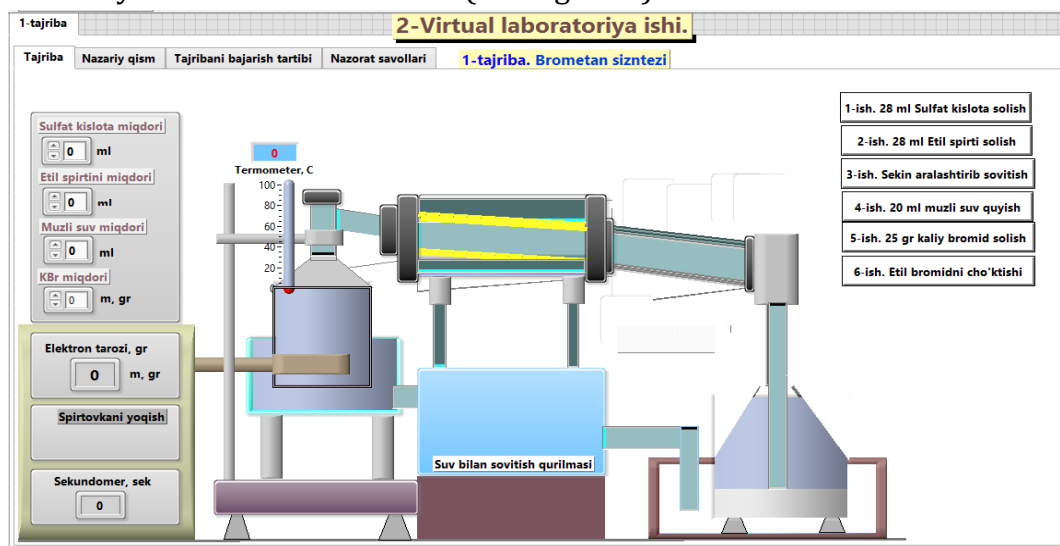 1-tajriba
2-Virtual laboratoriya ishi.
Tajriba
Nazariy qism
Tajribani bajarish tartibi
Nazorat savollari
1-tajriba. Brometan sizntezi
Sulfat kislota miqdori
0 ml
Etil spirtini miqdori
0 ml
Muzli suv miqdori
0 ml
KBr miqdori
0 m, gr
Elektron tarozi, gr
0 m, gr
Spirtovkani yoqish
Sekundomer, sek
0
0
Termometer, C
100
80
60
40
20
Suv bilan sovitish qurilmasi
1-ish. 28 ml Sulfat kislota solish
2-ish. 28 ml Etil spirti solish
3-ish. Sekin aralashtirib sovitish
4-ish. 20 ml muzli suv quyish
5-ish. 25 gr kaliy bromid solish
6-ish. Etil bromidni cho'ktishi